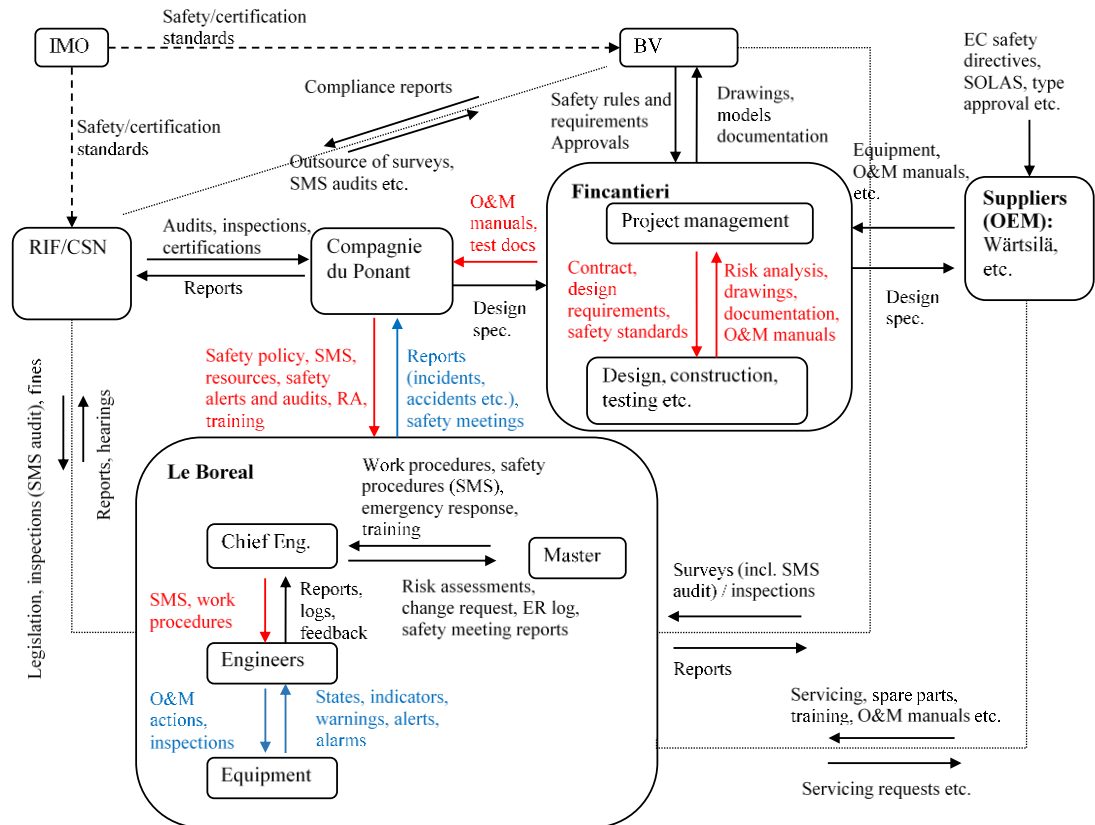 Safety/certification
standards
IMO
BV
EC safety
directives,
SOLAS, type
approval etc.
Compliance reports
Safety rules and
requirements
Approvals
Drawings,
models
documentation
Safety/certification
standards
Outsource of surveys,
SMS audits etc.
Equipment,
O&M manuals,
etc.
Fincantieri
Project management
Suppliers
(OEM):
Wärtsilä,
etc.
O&M
manuals,
test docs
RIF/CSN
Audits, inspections,
certifications
Reports
Compagnie
du Ponant
Design
spec.
Contract,
design
requirements,
safety standards
Risk analysis,
drawings,
documentation,
O&M manuals
Design
spec.
Design, construction,
testing etc.
Safety policy, SMS,
resources, safety
alerts and audits, RA,
training
Reports
(incidents,
accidents etc.),
safety meetings
Legislation, inspections (SMS audit), fines
Reports, hearings
Le Boreal
Work procedures, safety
procedures (SMS),
emergency response,
training
Chief Eng.
Master
Risk assessments,
change request, ER log,
safety meeting reports
SMS, work
procedures
Reports,
logs,
feedback
Surveys (incl. SMS
audit) / inspections
Reports
Engineers
O&M
actions,
inspections
States, indicators,
warnings, alerts,
alarms
Equipment
Servicing, spare parts,
training, O&M manuals etc.
Servicing requests etc.